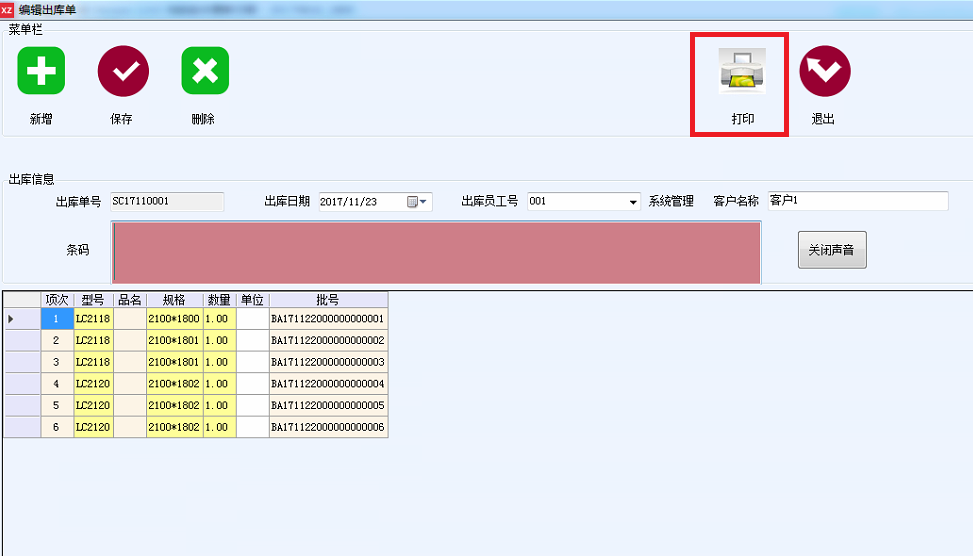 XZ 编辑出库单
菜单栏
新增 保存 删除 打印 退出
出库信息
出库单号 SC17110001 出库日期 2017/11/23 出库员工号 001 系统管理 客户名称 客户1
条码 关闭声音
项次 型号 品名 规格 数量 单位 批号
1 LC2118 2100*1800 1.00 BA171122000000000001
2 LC2118 2100*1801 1.00 BA171122000000000002
3 LC2118 2100*1801 1.00 BA171122000000000003
4 LC2120 2100*1802 1.00 BA171122000000000004
5 LC2120 2100*1802 1.00 BA171122000000000005
6 LC2120 2100*1802 1.00 BA171122000000000006